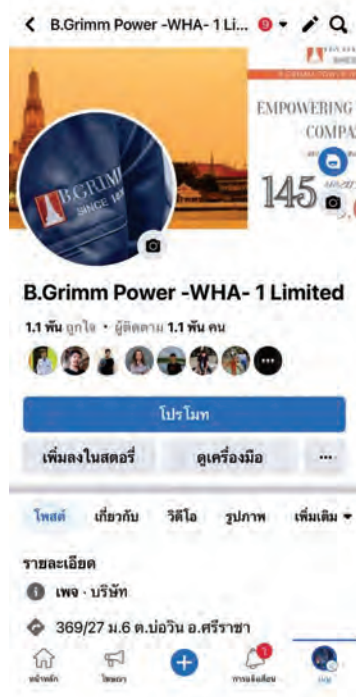 B.Grimm Power -WHA- 1 Li...
9
EMPOWERING
COMPA
145
B.GRIMM
SINCE
B.Grimm Power -WHA- 1 Limited
1.1 พัน ถูกใจ • ผู้ติดตาม 1.1 พัน คน
โปรโมท
เพิ่มลงในสตอรี่ ดูเครื่องมือ ...
โพสต์ เกี่ยวกับ วิดีโอ รูปภาพ เพิ่มเติม
รายละเอียด
เพจ · บริษัท
369/27 ม.6 ต.บ่อวิน อ.ศรีราชา
1
หน้าหลัก โฆษณา การแจ้งเตือน เมนู